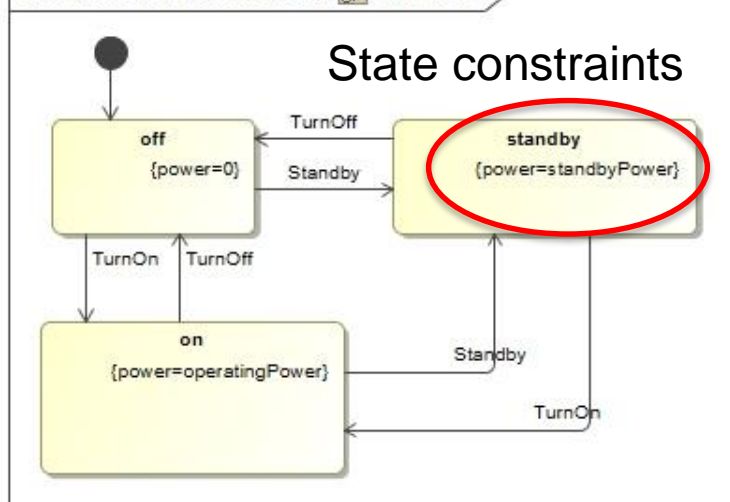 State constraints
off
{power=0}
TurnOff
Standby
standby
{power=standbyPower}
TurnOn
TurnOff
on
{power=operatingPower}
Standby
TurnOn